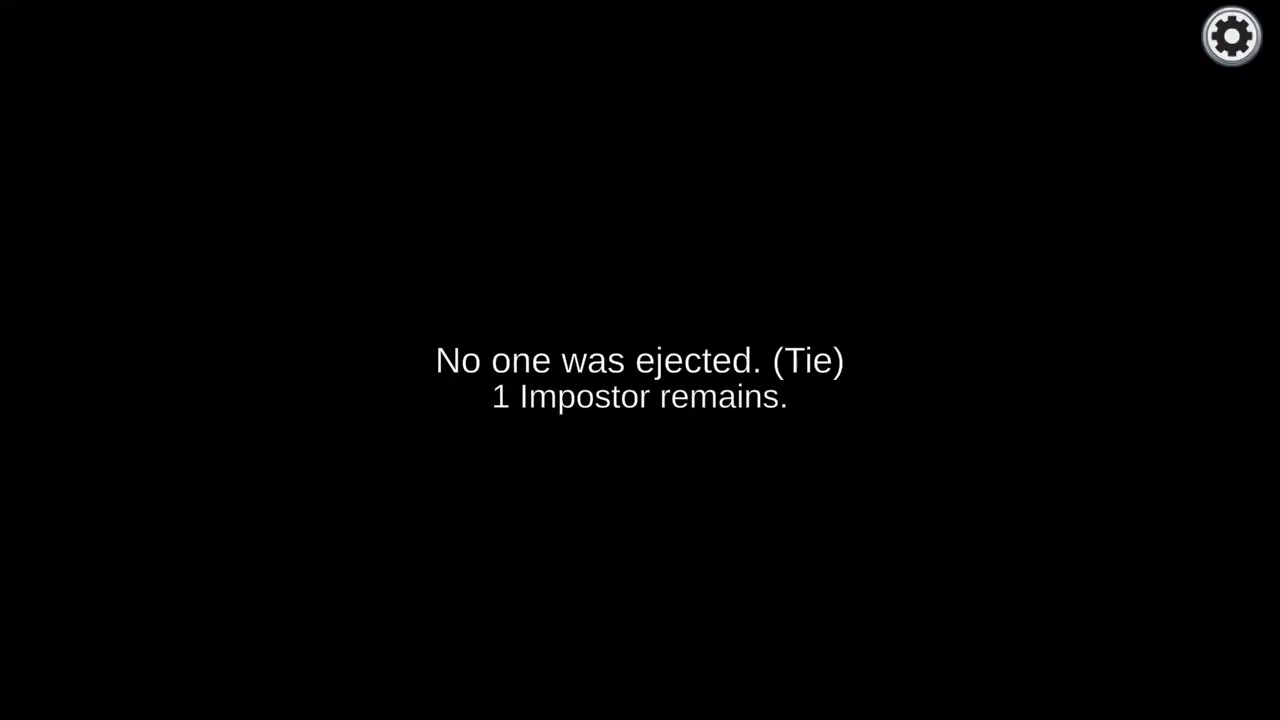 No one was ejected. (Tie)
1 Impostor remains.